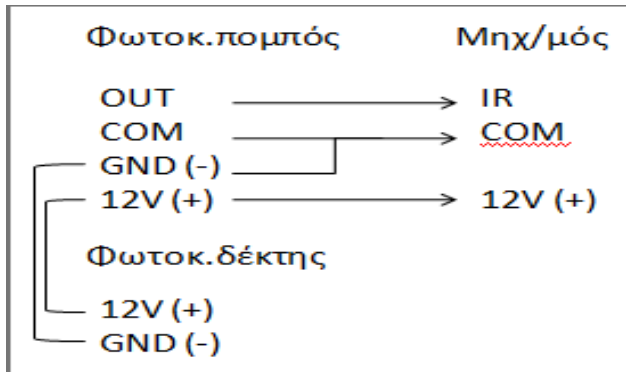 Φωτοκ.πομπός Μηχ/μός
OUT IR
COM COM
GND (-)
12V (+) 12V (+)
Φωτοκ.δέκτης
12V (+)
GND (-)